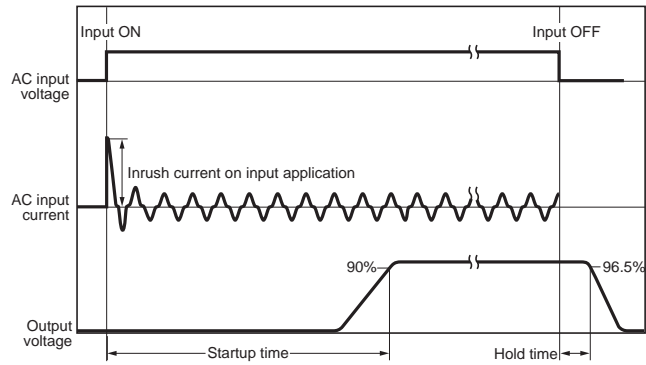 Input ON
Input OFF
AC input
voltage
Inrush current on input application
AC input
current
90%
96.5%
Output
voltage
Startup time
Hold time